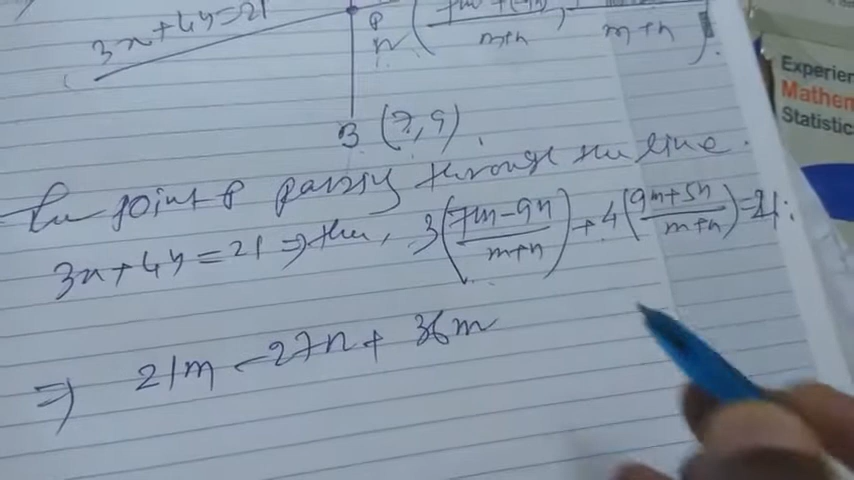 3x+4y=21
P
m+n
m+n
B (7,9).
The point P passing through the line.
3x+4y=21 ⇒ then, 3(7m-9n/m+n)+4(9m+5n/m+n)=21.
⇒ 21m-27n+36m
Experien
Mathem
Statistic